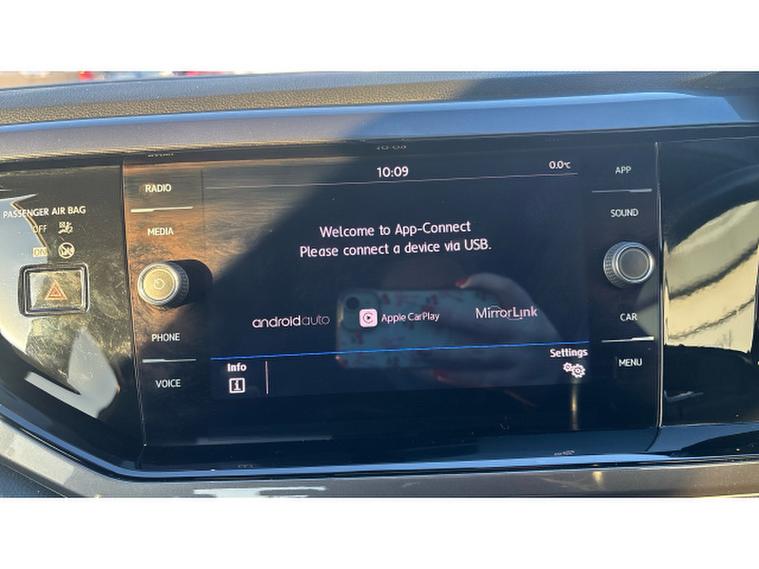 10:09
0.0°C
RADIO
APP
PASSENGER AIR BAG
OFF
ON
MEDIA
SOUND
Welcome to App-Connect
Please connect a device via USB.
androidauto
Apple CarPlay
MirrorLink
PHONE
CAR
VOICE
MENU
Info
Settings